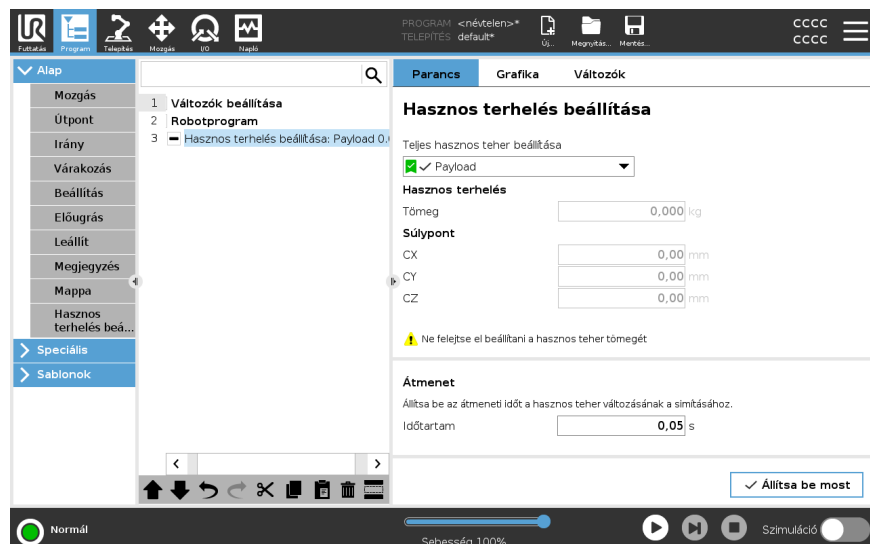 PROGRAM <névtelen>*
TELEPÍTÉS default*
CCCC
CCCC
Futtatás
Program
Telepítés
Mozgás
I/O
Napló
Új...
Megnyitás...
Mentés...
Alap
Mozgás
Útpont
Irány
Várakozás
Beállítás
Előugrás
Leállít
Megjegyzés
Mappa
Hasznos
terhelés beá...
Speciális
Sablonok
1 Változók beállítása
2 Robotprogram
3 Hasznos terhelés beállítása: Payload 0.
Parancs
Grafika
Változók
Hasznos terhelés beállítása
Teljes hasznos teher beállítása
Payload
Hasznos terhelés
Tömeg 0,000 kg
Súlypont
CX 0,00 mm
CY 0,00 mm
CZ 0,00 mm
Ne felejtse el beállítani a hasznos teher tömegét
Átmenet
Állítsa be az átmeneti időt a hasznos teher változásának a simításához.
Időtartam 0,05 s
Állítsa be most
Normál
Sebesség 100%
Szimuláció